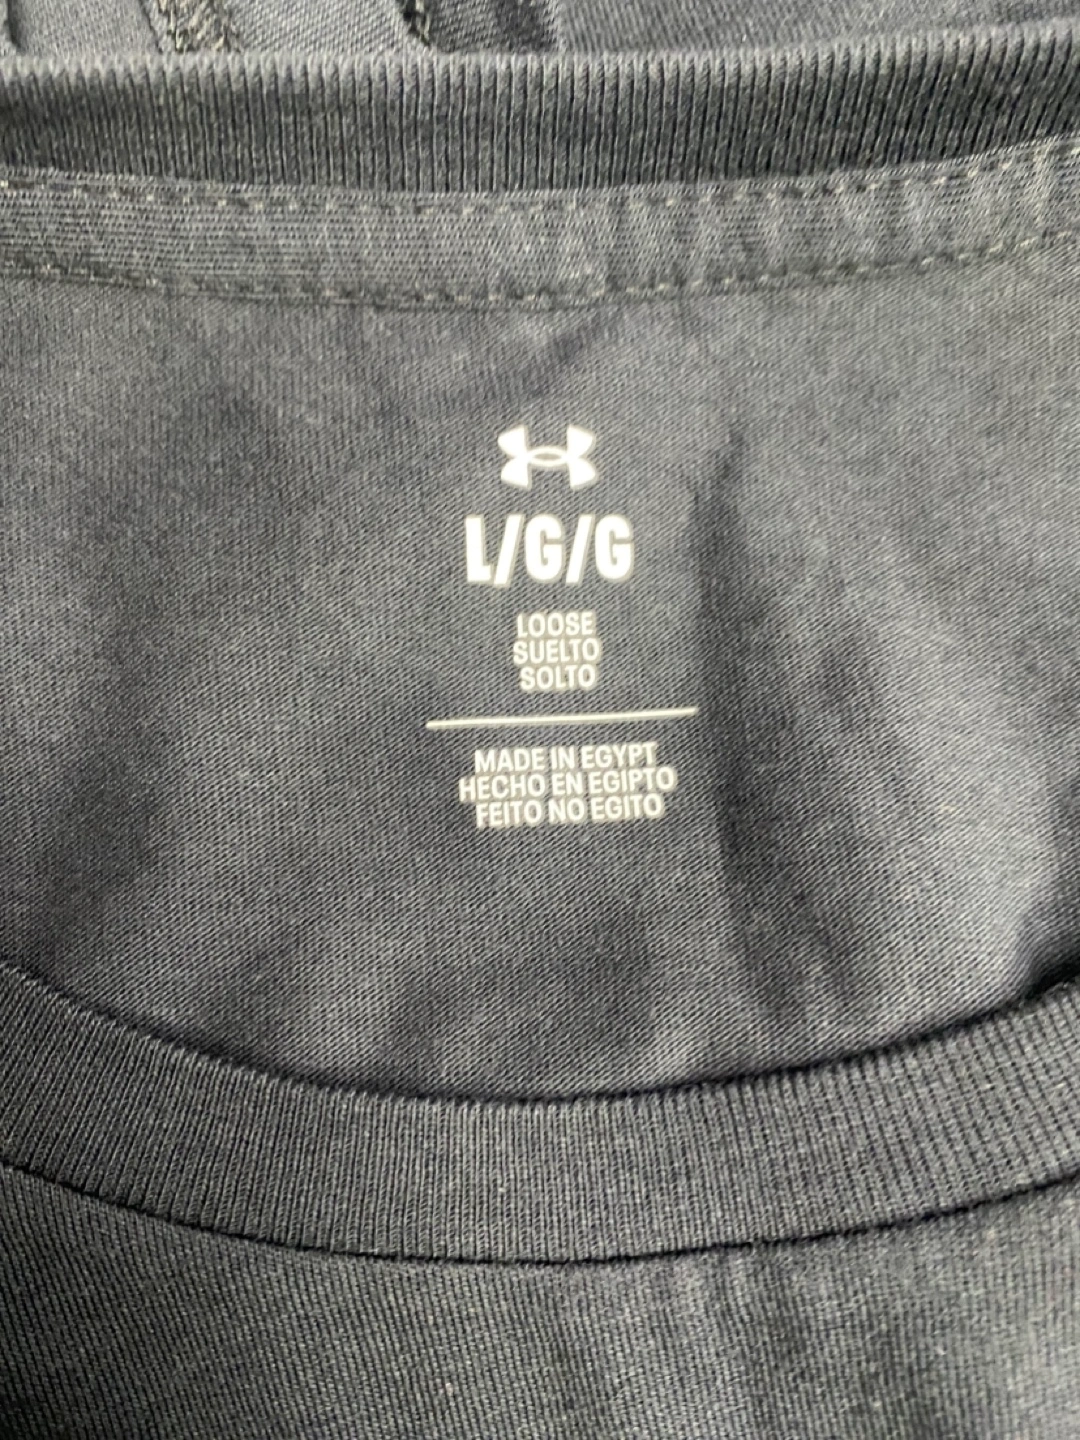 L/G/G
LOOSE
SUELTO
SOLTO
MADE IN EGYPT
HECHO EN EGIPTO
FEITO NO EGITO